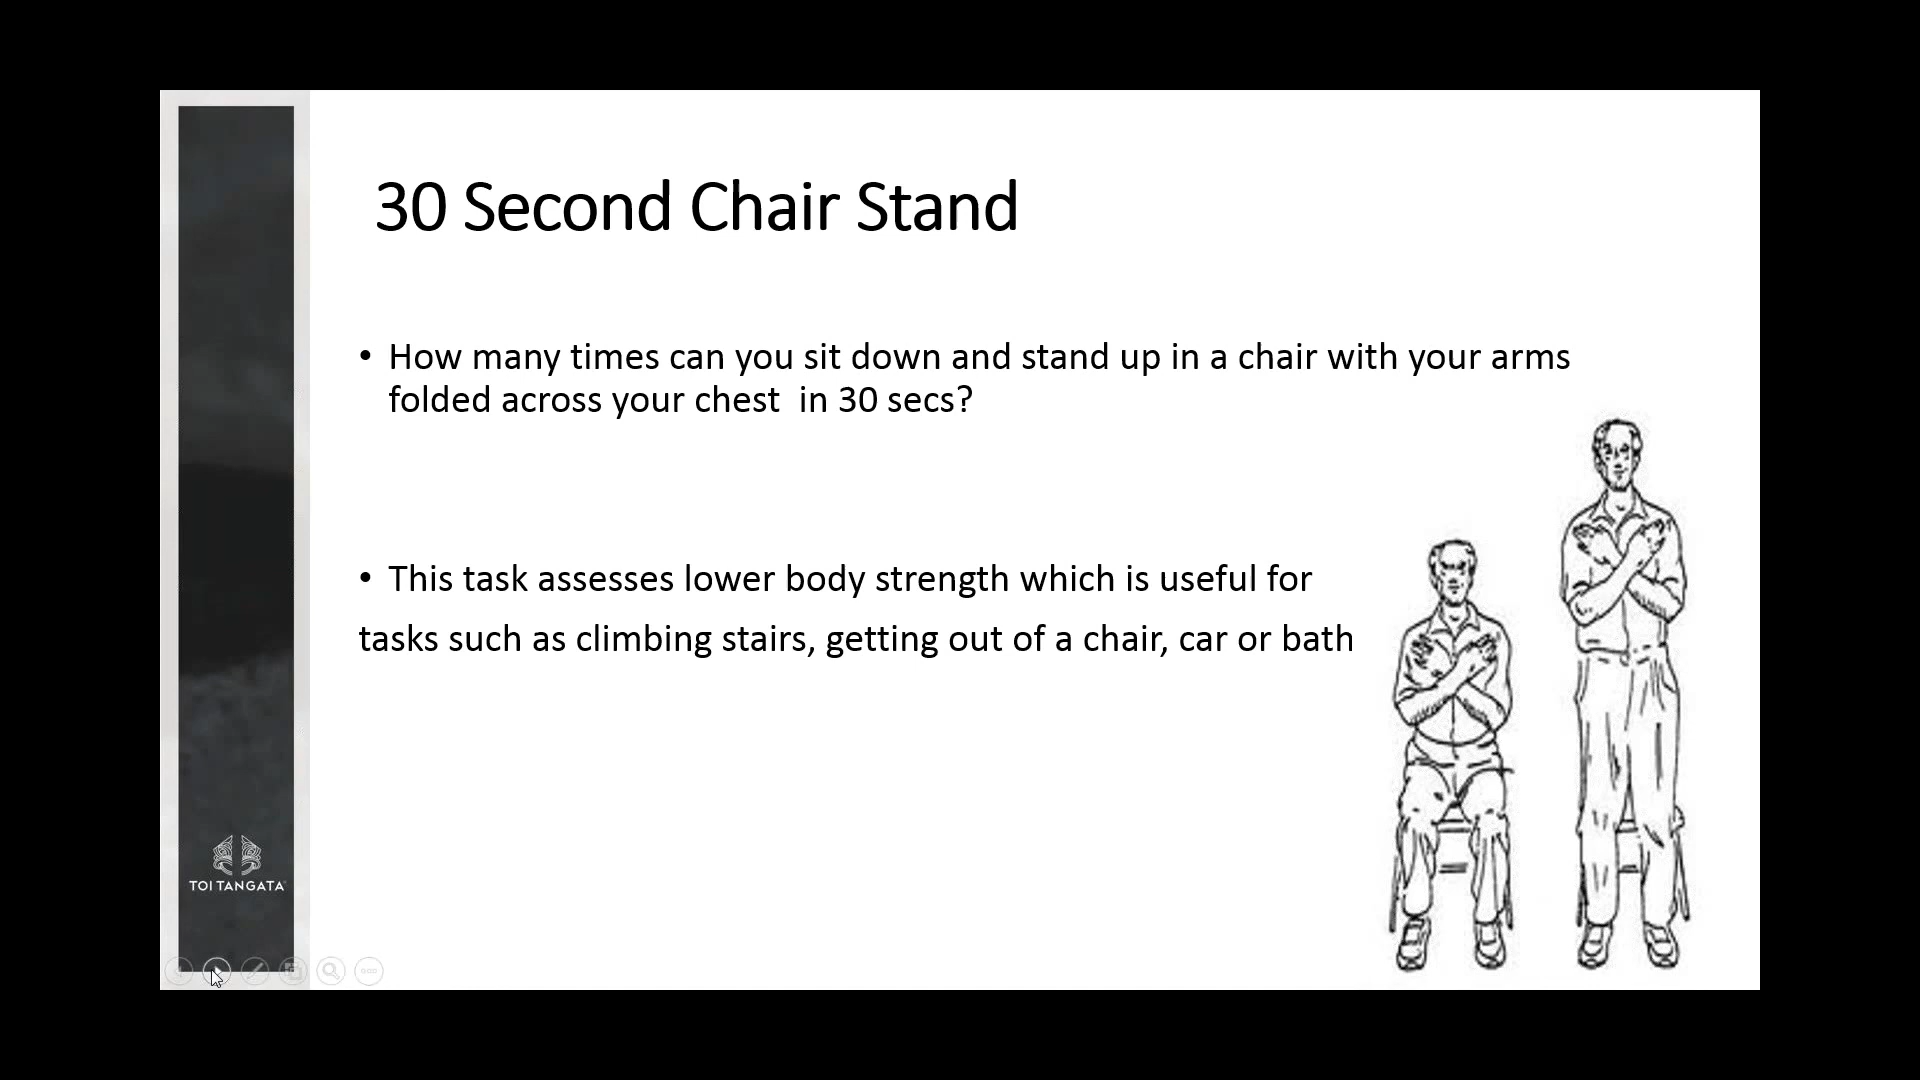 30 Second Chair Stand
• How many times can you sit down and stand up in a chair with your arms
folded across your chest  in 30 secs?
• This task assesses lower body strength which is useful for
tasks such as climbing stairs, getting out of a chair, car or bath
TOI TANGATA